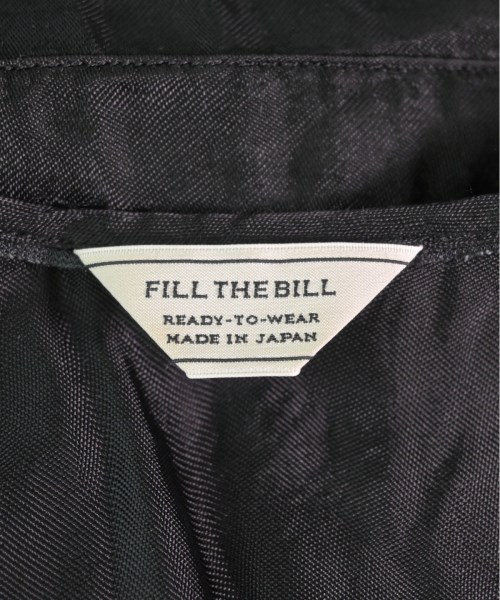 FILL THE BILL
READY-TO-WEAR
MADE IN JAPAN